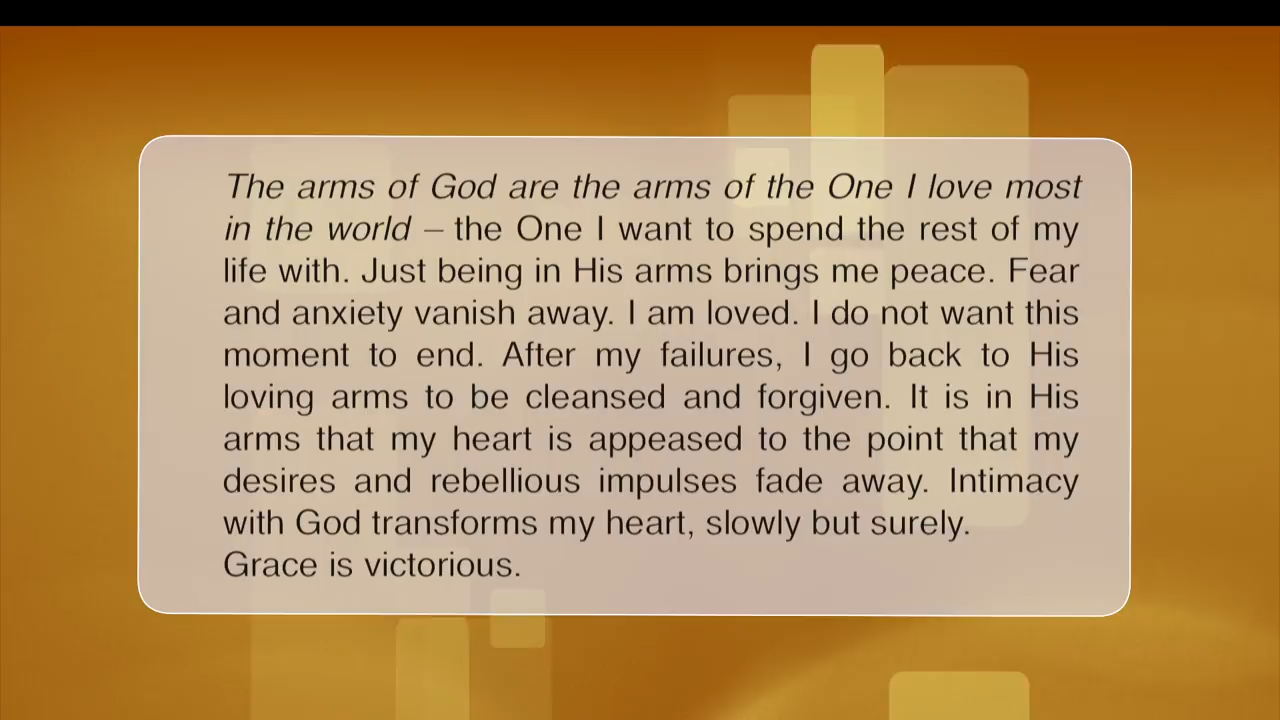 The arms of God are the arms of the One I love most
in the world – the One I want to spend the rest of my
life with. Just being in His arms brings me peace. Fear
and anxiety vanish away. I am loved. I do not want this
moment to end. After my failures, I go back to His
loving arms to be cleansed and forgiven. It is in His
arms that my heart is appeased to the point that my
desires and rebellious impulses fade away. Intimacy
with God transforms my heart, slowly but surely.
Grace is victorious.